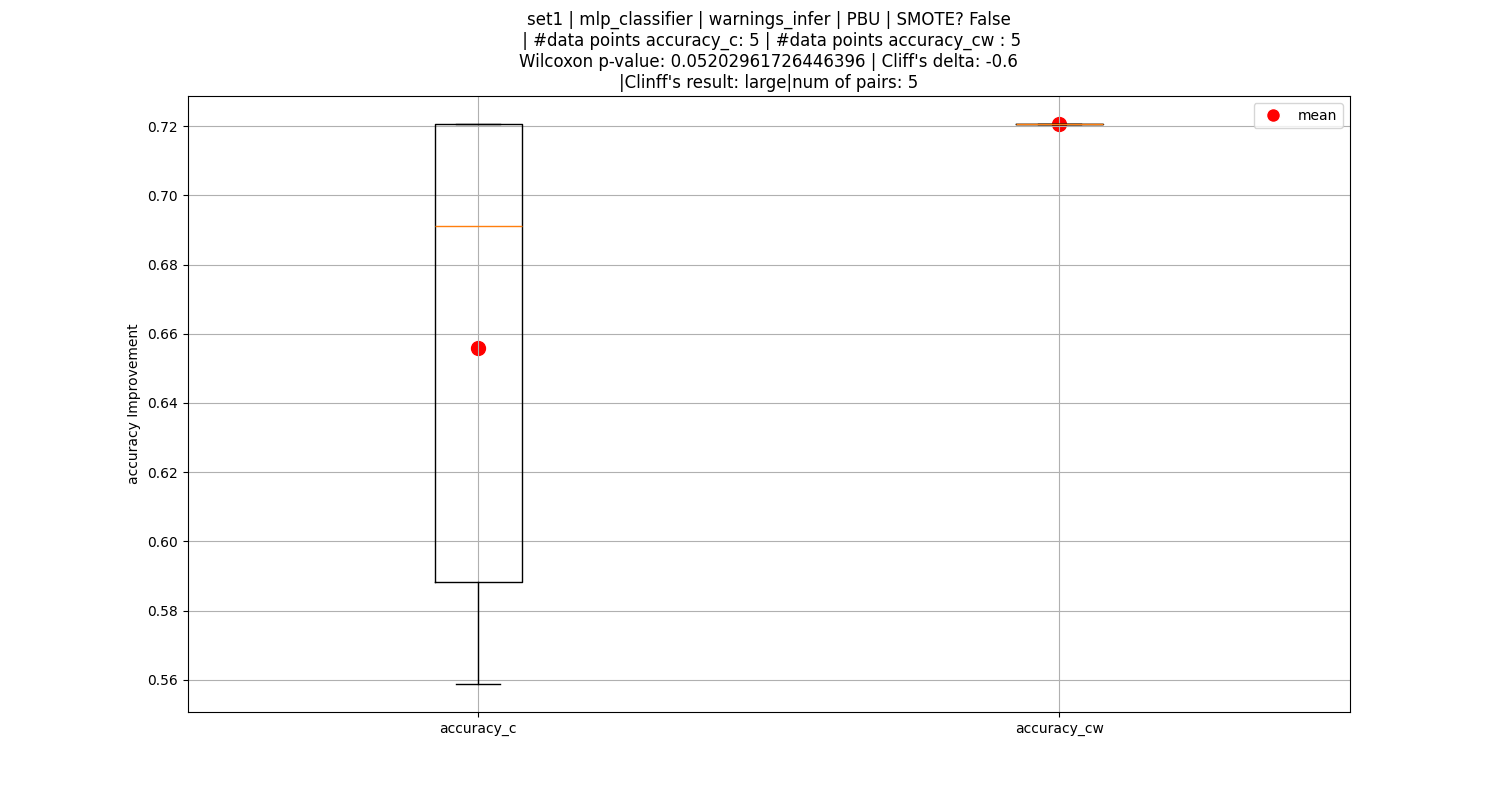 set1 | mlp_classifier | warnings_infer | PBU | SMOTE? False
| #data points accuracy_c: 5 | #data points accuracy_cw : 5
Wilcoxon p-value: 0.05202961726446396 | Cliff's delta: -0.6
|Clinff's result: large|num of pairs: 5
mean
0.72
0.70
0.68
0.66
0.64
0.62
0.60
0.58
0.56
accuracy Improvement
accuracy_c
accuracy_cw